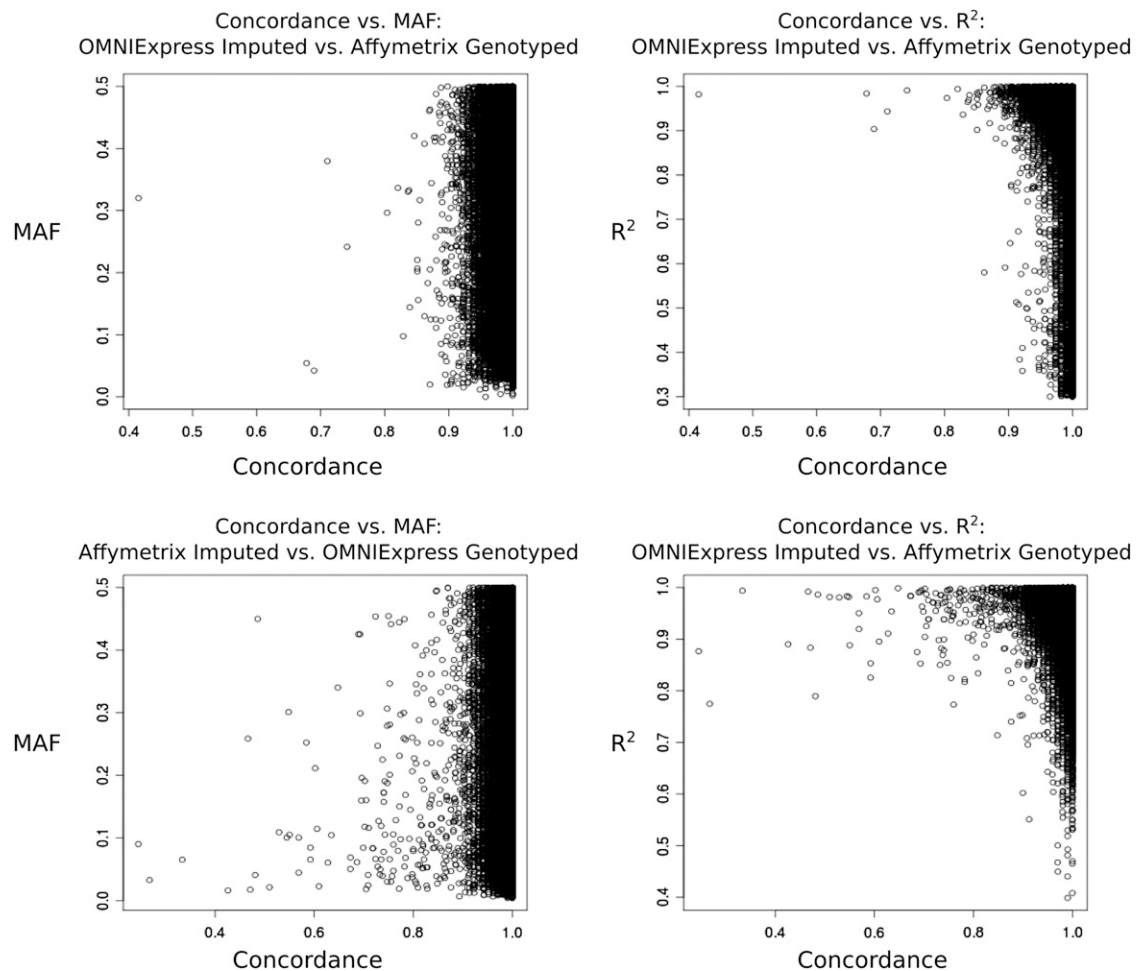 Concordance vs. MAF:
OMNIExpress Imputed vs. Affymetrix Genotyped
MAF
0.5
0.4
0.3
0.2
0.1
0.0
0.4 0.5 0.6 0.7 0.8 0.9 1.0
Concordance
Concordance vs. R²:
OMNIExpress Imputed vs. Affymetrix Genotyped
R²
1.0
0.9
0.8
0.7
0.6
0.5
0.4
0.3
0.4 0.5 0.6 0.7 0.8 0.9 1.0
Concordance
Concordance vs. MAF:
Affymetrix Imputed vs. OMNIExpress Genotyped
MAF
0.5
0.4
0.3
0.2
0.1
0.0
0.4 0.6 0.8 1.0
Concordance
Concordance vs. R²:
OMNIExpress Imputed vs. Affymetrix Genotyped
R²
1.0
0.9
0.8
0.7
0.6
0.5
0.4
0.4 0.6 0.8 1.0
Concordance